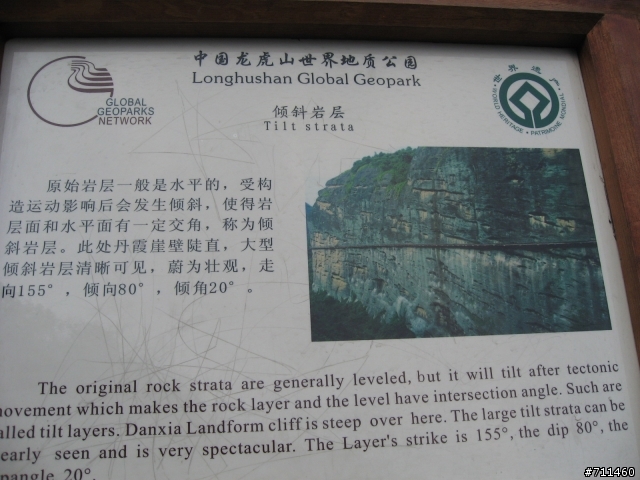 中国龙虎山世界地质公园
Longhushan Global Geopark
GLOBAL
GEOPARKS
NETWORK
世界遗产
WORLD HERITAGE • PATRIMOINE MONDIAL
倾斜岩层
Tilt strata
原始岩层一般是水平的，受构
造运动影响后会发生倾斜，使得岩
层面和水平面有一定交角，称为倾
斜岩层。此处丹霞崖壁陡直，大型
倾斜岩层清晰可见，蔚为壮观，走
向155°，倾向80°，倾角20°。
The original rock strata are generally leveled, but it will tilt after tectonic
movement which makes the rock layer and the level have intersection angle. Such are
alled tilt layers. Danxia Landform cliff is steep over here. The large tilt strata can be
early seen and is very spectacular. The Layer's strike is 155°, the dip 80°, the
angle 20°.
#711460